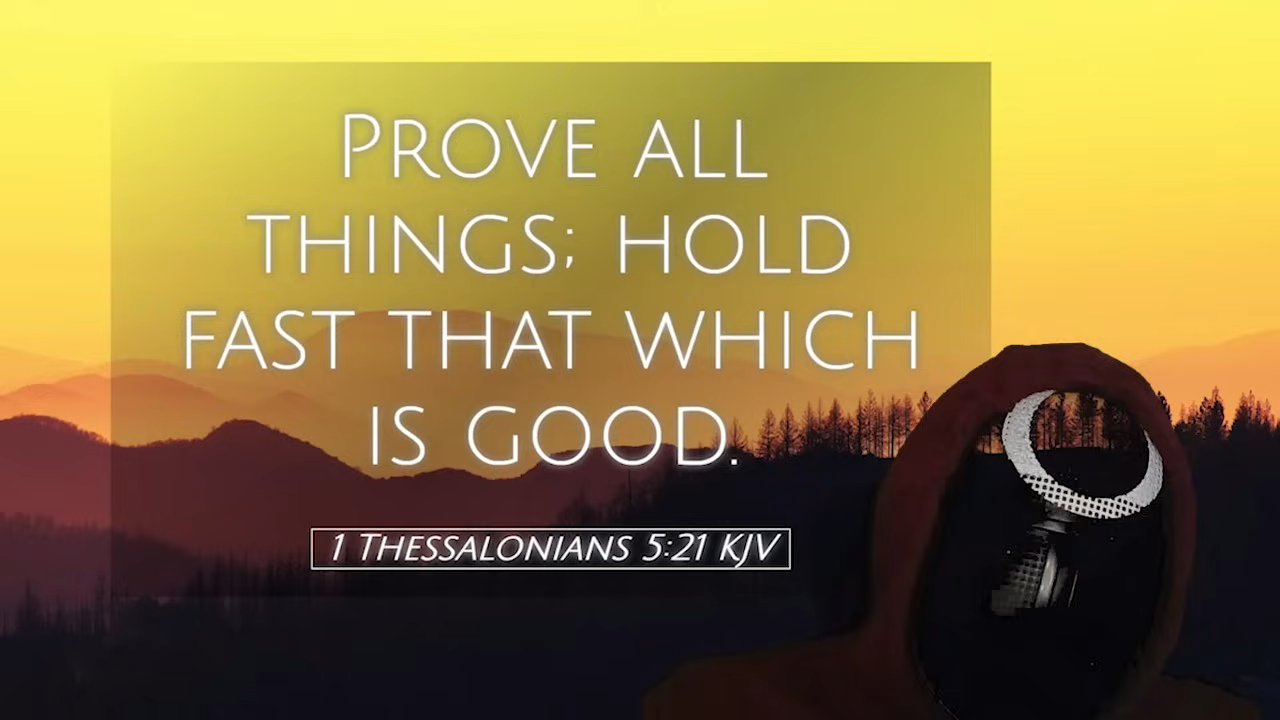 PROVE ALL
THINGS; HOLD
FAST THAT WHICH
IS GOOD.
1 THESSALONIANS 5:21 KJV